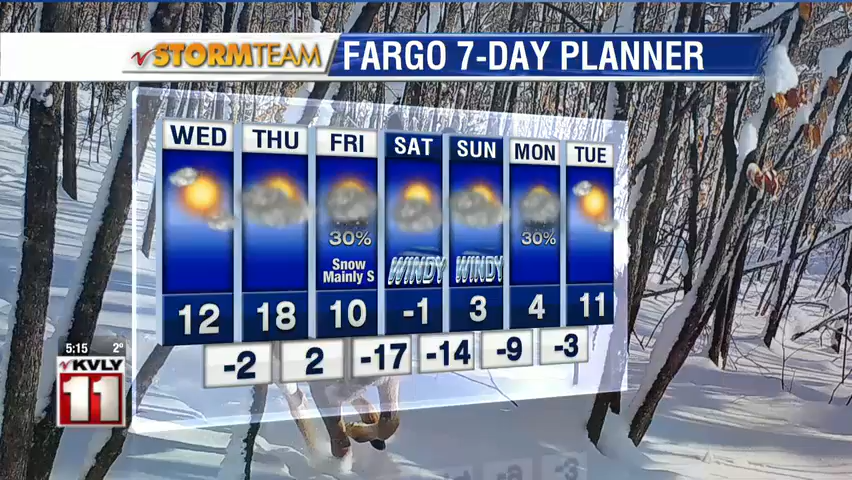 STORMTEAM FARGO 7-DAY PLANNER
WED THU FRI SAT SUN MON TUE
30% 30%
Snow
Mainly S
WINDY WINDY
12 18 10 -1 3 4 11
-2 2 -17 -14 -9 -3
5:15 2°
KVLY
11